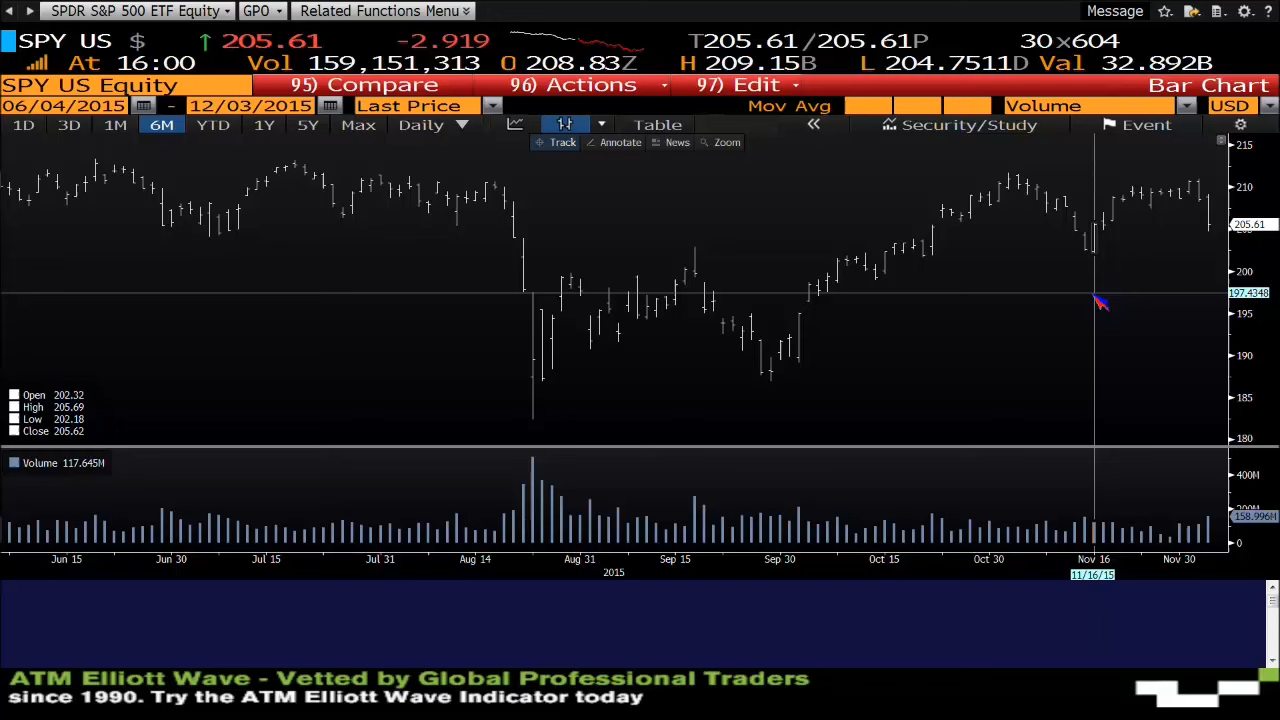 SPDR S&P 500 ETF Equity GPO Related Functions Menu Message ?
SPY US $ ↑ 205.61 -2.919 T205.61/205.61P 30x604
At 16:00 Vol 159,151,313 O 208.83Z H 209.15B L 204.7511D Val 32.892B
SPY US Equity 95) Compare 96) Actions 97) Edit Bar Chart
06/04/2015 - 12/03/2015 Last Price Mov Avg Volume USD
1D 3D 1M 6M YTD 1Y 5Y Max Daily Table « Security/Study Event
Track Annotate News Zoom
215
210
205.61
200
197.4348
195
190
185
180
Open 202.32
High 205.69
Low 202.18
Close 205.62
Volume 117.645M
400M
158.996M
0
Jun 15 Jun 30 Jul 15 Jul 31 Aug 14 Aug 31 Sep 15 Sep 30 Oct 15 Oct 30 Nov 16 Nov 30
2015
11/16/15
ATM Elliott Wave - Vetted by Global Professional Traders
since 1990. Try the ATM Elliott Wave Indicator today